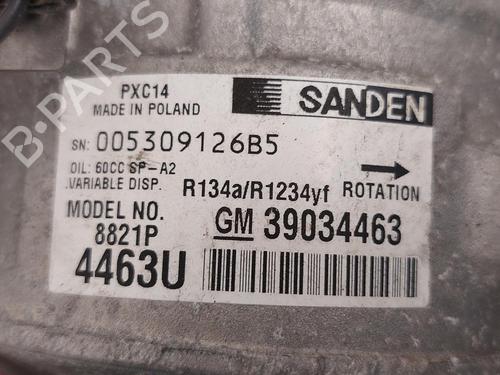 B-PARTS
PXC14
MADE IN POLAND
SANDEN
SN: 005309126B5
OIL: 60CC SP-A2
.VARIABLE DISP.
R134a/R1234yf
ROTATION
MODEL NO.
8821P
GM 39034463
4463U